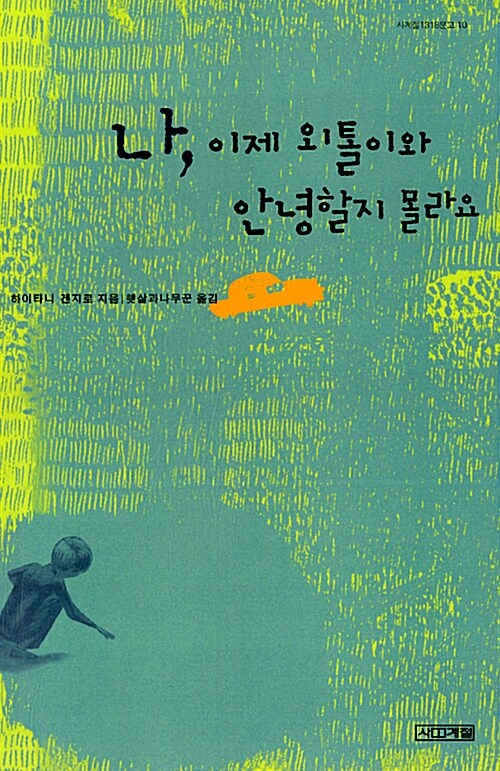 사계절1318문고 10
나, 이제 외톨이와
안녕할지 몰라요
하이타니 겐지로 지음 | 햇살과나무꾼 옮김
사계절